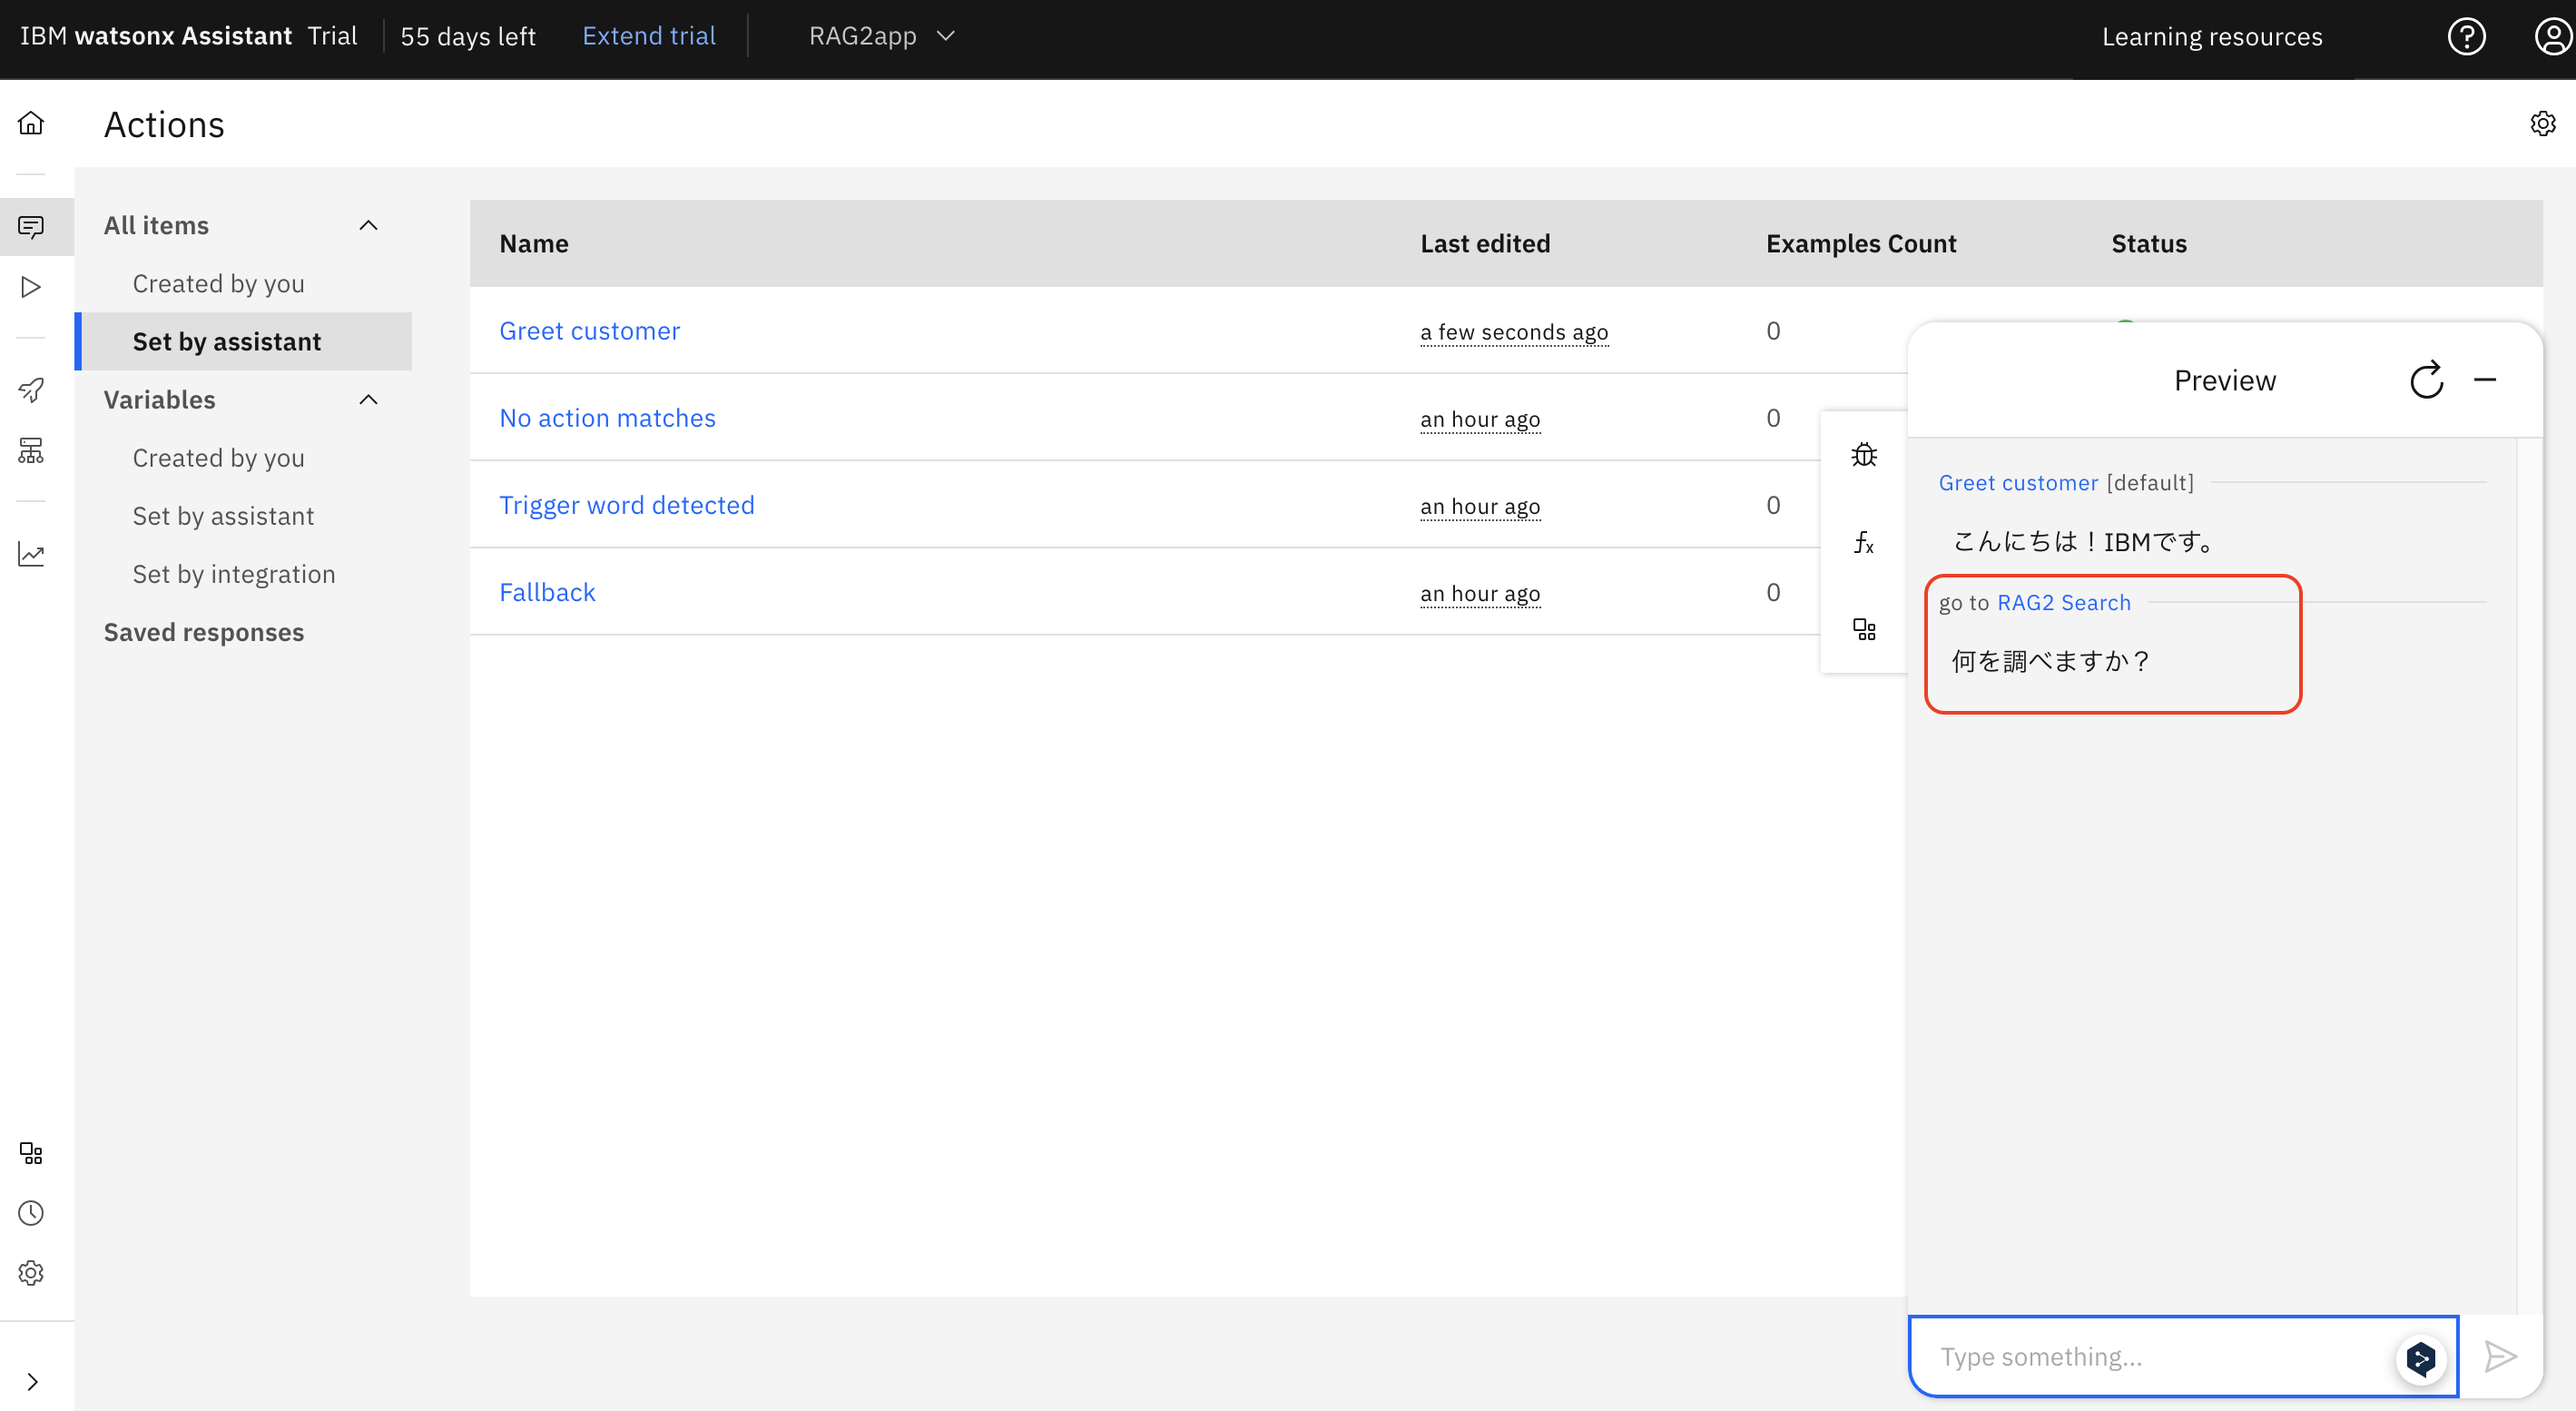 IBM watsonx Assistant Trial 55 days left Extend trial RAG2app Learning resources
Actions
All items
Created by you
Set by assistant
Variables
Created by you
Set by assistant
Set by integration
Saved responses
Name Last edited Examples Count Status
Greet customer a few seconds ago 0
No action matches an hour ago 0
Trigger word detected an hour ago 0
Fallback an hour ago 0
Preview
Greet customer [default]
こんにちは！IBMです。
go to RAG2 Search
何を調べますか？
Type something...